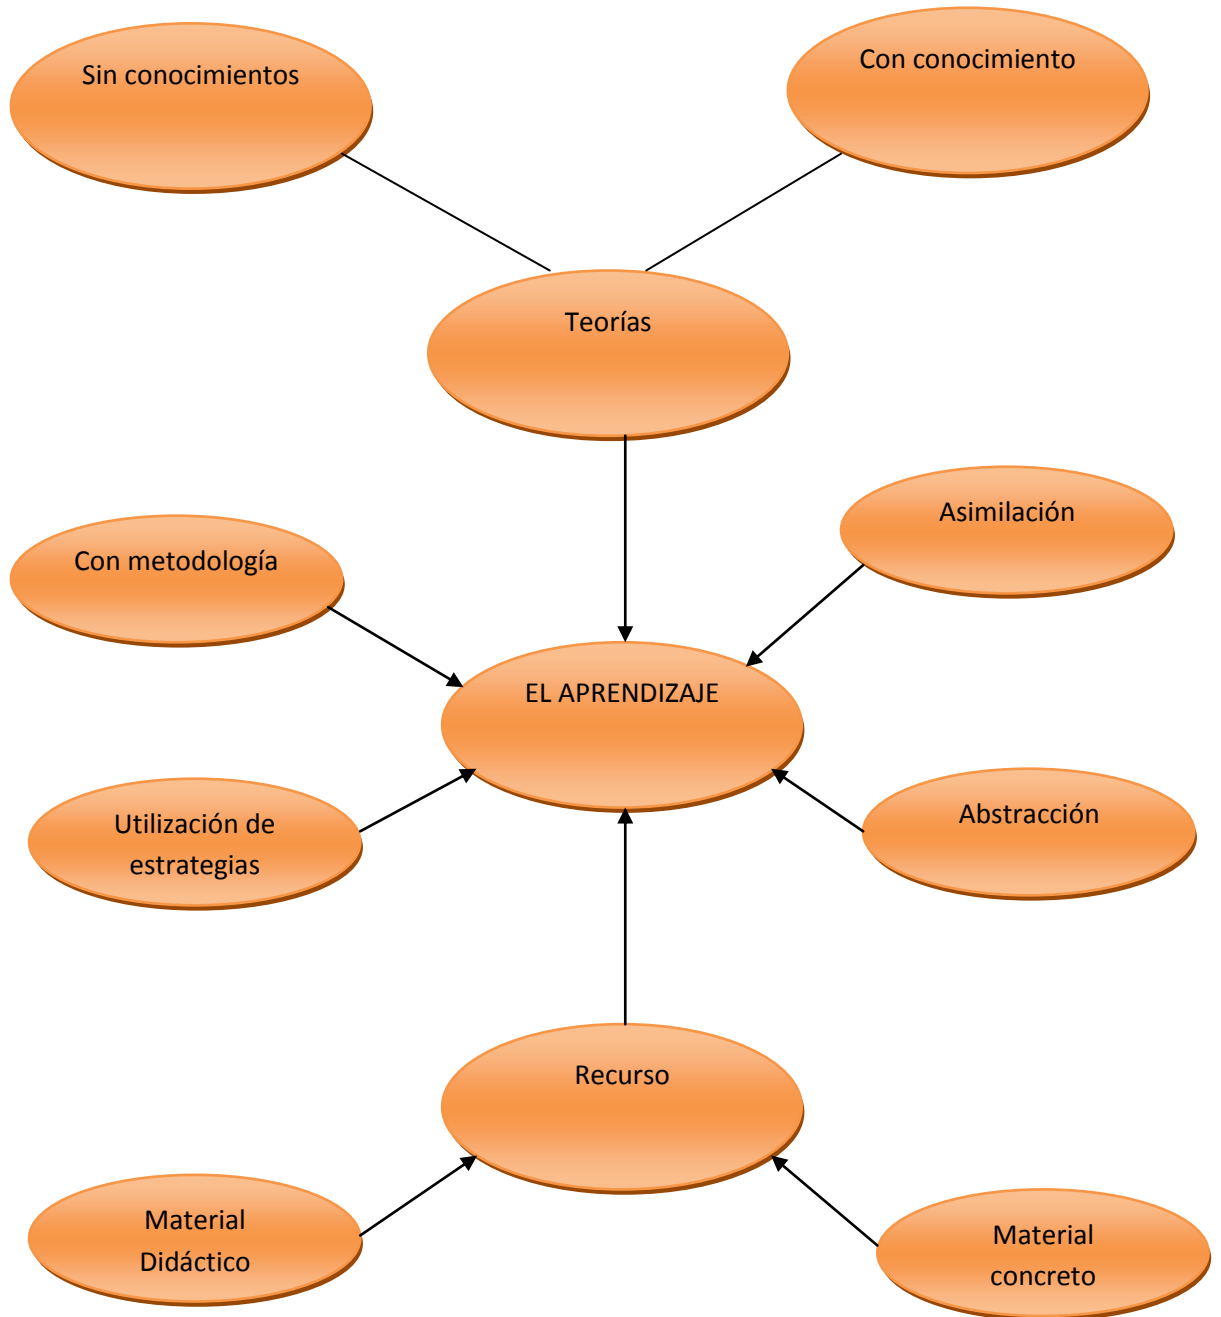 Sin conocimientos
Con conocimiento
Teorías
Asimilación
Con metodología
EL APRENDIZAJE
Utilización de
estrategias
Abstracción
Recurso
Material
Didáctico
Material
concreto